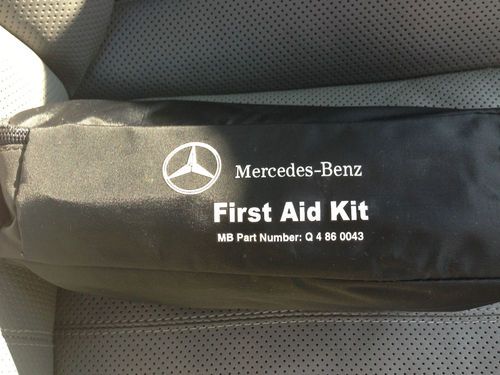 Mercedes-Benz
First Aid Kit
MB Part Number: Q 4 86 0043